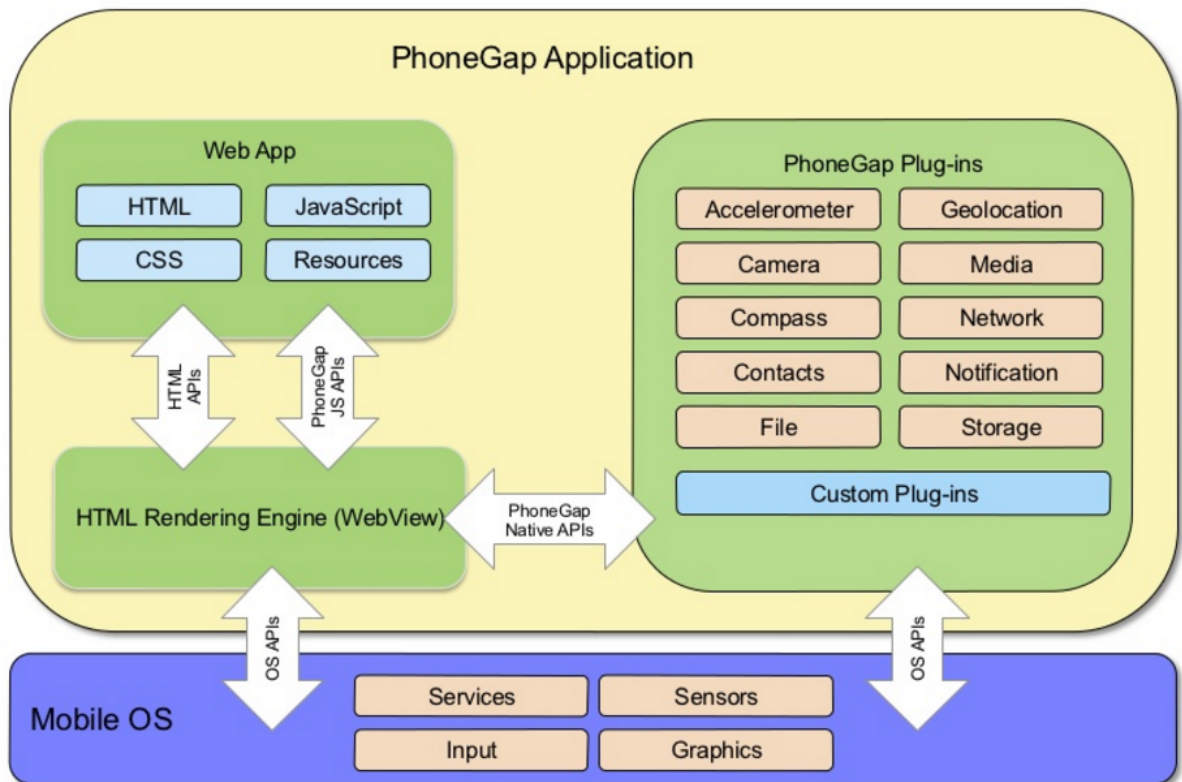 PhoneGap Application
Web App
HTML
JavaScript
CSS
Resources
HTML
APIs
PhoneGap
JS APIs
HTML Rendering Engine (WebView)
PhoneGap
Native APIs
PhoneGap Plug-ins
Accelerometer
Geolocation
Camera
Media
Compass
Network
Contacts
Notification
File
Storage
Custom Plug-ins
OS APIs
OS APIs
Mobile OS
Services
Sensors
Input
Graphics